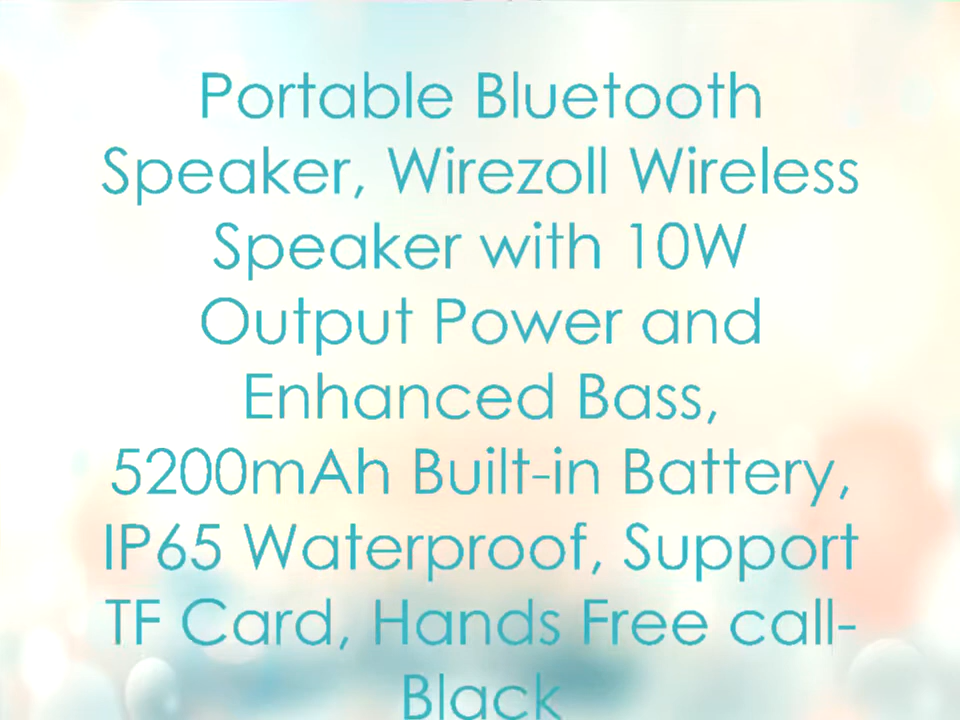 Portable Bluetooth
Speaker, Wirezoll Wireless
Speaker with 10W
Output Power and
Enhanced Bass,
5200mAh Built-in Battery,
IP65 Waterproof, Support
TF Card, Hands Free call-
Black